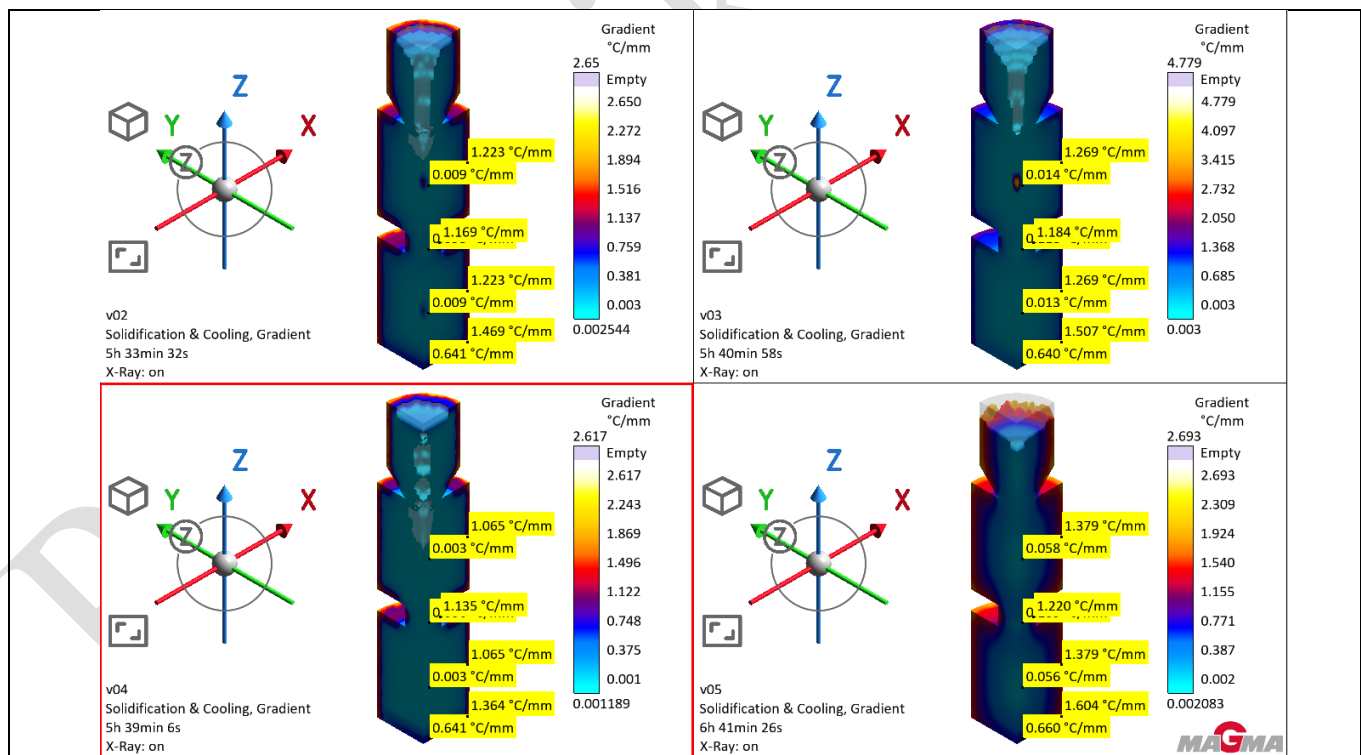 Gradient
°C/mm
2.65
Empty
2.650
2.272
1.894
1.516
1.137
0.759
0.381
0.003
0.002544
Z
Y
X
Z
1.223 °C/mm
0.009 °C/mm
1.169 °C/mm
1.223 °C/mm
0.009 °C/mm
1.469 °C/mm
0.641 °C/mm
v02
Solidification & Cooling, Gradient
5h 33min 32s
X-Ray: on
Gradient
°C/mm
4.779
Empty
4.779
4.097
3.415
2.732
2.050
1.368
0.685
0.003
0.003
Z
Y
X
Z
1.269 °C/mm
0.014 °C/mm
1.184 °C/mm
1.269 °C/mm
0.013 °C/mm
1.507 °C/mm
0.640 °C/mm
v03
Solidification & Cooling, Gradient
5h 40min 58s
X-Ray: on
Gradient
°C/mm
2.617
Empty
2.617
2.243
1.869
1.496
1.122
0.748
0.375
0.001
0.001189
Z
Y
X
Z
1.065 °C/mm
0.003 °C/mm
1.135 °C/mm
1.065 °C/mm
0.003 °C/mm
1.364 °C/mm
0.641 °C/mm
v04
Solidification & Cooling, Gradient
5h 39min 6s
X-Ray: on
Gradient
°C/mm
2.693
Empty
2.693
2.309
1.924
1.540
1.155
0.771
0.387
0.002
0.002083
Z
Y
X
Z
1.379 °C/mm
0.058 °C/mm
1.220 °C/mm
1.379 °C/mm
0.056 °C/mm
1.604 °C/mm
0.660 °C/mm
v05
Solidification & Cooling, Gradient
6h 41min 26s
X-Ray: on
MAGMA